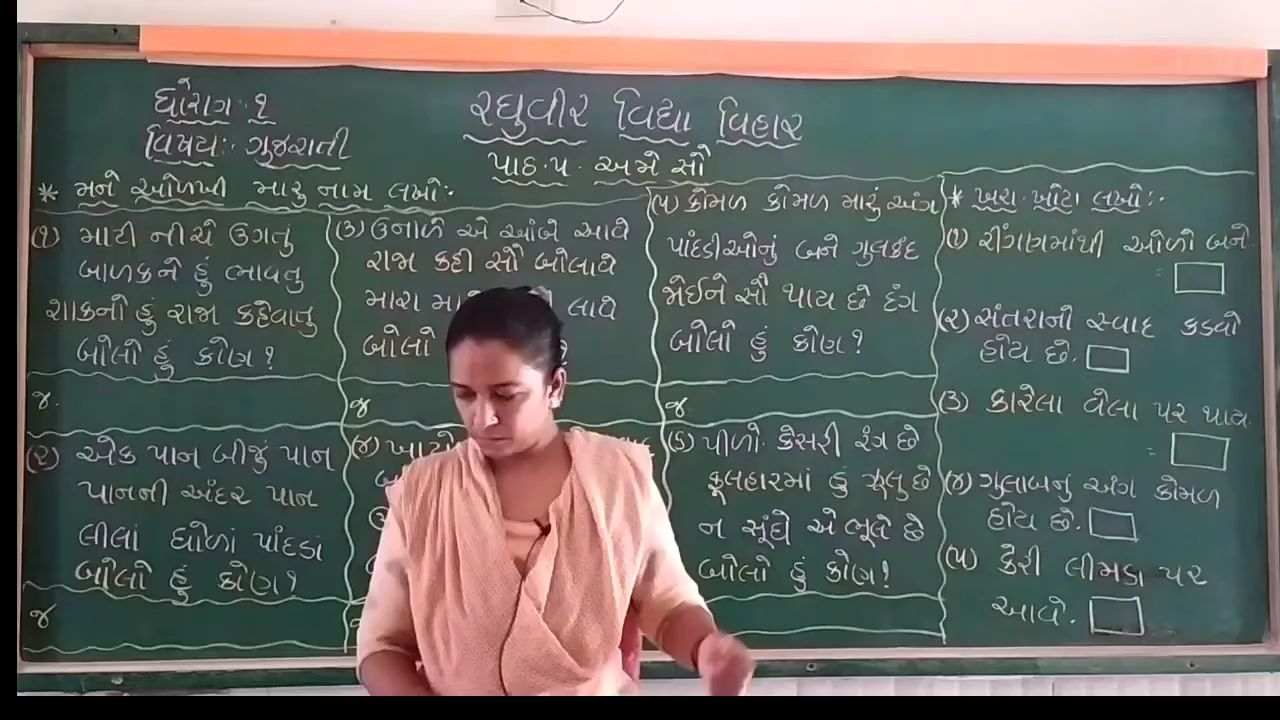 ધોરણ : ૧
વિષય : ગુજરાતી
રઘુવીર વિદ્યા વિહાર
પાઠ.૫. અમે સૌ
* મને ઓળખી મારુ નામ લખો:-
(૧) માટી નીચે ઉગતું
બાળકને હું ભાવતુ
શાકનો હું રાજા કહેવાતુ
બોલો હું કોણ ?
જ.
(૨) એક પાન બીજું પાન
પાનની અંદર પાન
લીલાં ધોળાં પાંદડાં
બોલો હું કોણ ?
જ
(૩) ઉનાળે એ આંબે આવે
રાજા કહી સૌ બોલાવે
મારા લાવે
બોલો ?
જ
(૪) ખાટો
(૫) કોમળ કોમળ મારું અંગ
પાંદડીઓનું બને ગુલકંદ
જોઈને સૌ થાય છે દંગ
બોલો હું કોણ ?
જ
(૬) પીળો કેસરી રંગ છે
ફૂલહારમાં હું ઝૂલુ છે
ન સૂંઘો એ ભૂલે છે
બોલો હું કોણ !
* ખરા ખોટા લખો:-
(૧) રીંગણમાંથી ઓળો બને
(૨) સંતરાનો સ્વાદ કડવો
હોય છે.
(૩) કારેલા વેલા પર થાય
(૪) ગુલાબનુ અંગ કોમળ
હોય છે.
(૫) કેરી લીમડા પર
આવે.